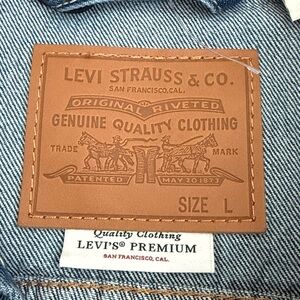 LEVI STRAUSS & CO.
SAN FRANCISCO, CAL.
ORIGINAL RIVETED
GENUINE QUALITY CLOTHING
TRADE MARK
PATENTED MAY 20 1873
SIZE L
Quality Clothing
LEVI'S® PREMIUM
SAN FRANCISCO, CAL.